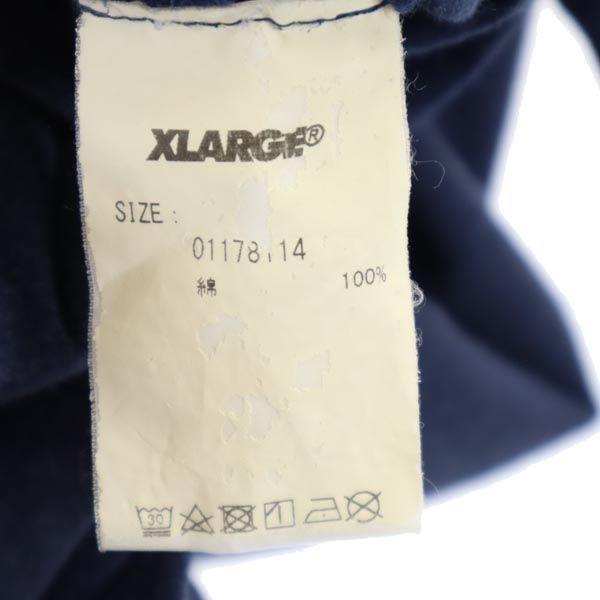 XLARGE®
SIZE :
01178114
綿 100%
30